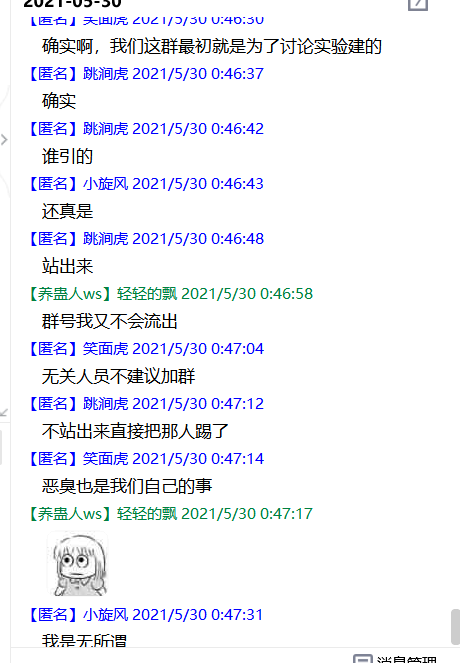 2021-05-30
【匿名】笑面虎 2021/5/30 0:46:30
确实啊，我们这群最初就是为了讨论实验建的
【匿名】跳涧虎 2021/5/30 0:46:37
确实
【匿名】跳涧虎 2021/5/30 0:46:42
谁引的
【匿名】小旋风 2021/5/30 0:46:43
还真是
【匿名】跳涧虎 2021/5/30 0:46:48
站出来
【养蛊人ws】轻轻的飘 2021/5/30 0:46:58
群号我又不会流出
【匿名】笑面虎 2021/5/30 0:47:04
无关人员不建议加群
【匿名】跳涧虎 2021/5/30 0:47:12
不站出来直接把那人踢了
【匿名】笑面虎 2021/5/30 0:47:14
恶臭也是我们自己的事
【养蛊人ws】轻轻的飘 2021/5/30 0:47:17
【匿名】小旋风 2021/5/30 0:47:31
我是无所谓
消息管理